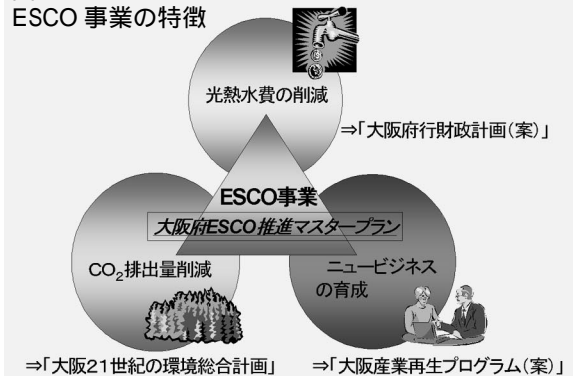 ESCO 事業の特徴
光熱水費の削減
⇒「大阪府行財政計画（案）」
ESCO事業
大阪府ESCO推進マスタープラン
CO₂排出量削減
ニュービジネス
の育成
⇒「大阪21世紀の環境総合計画」
⇒「大阪産業再生プログラム（案）」